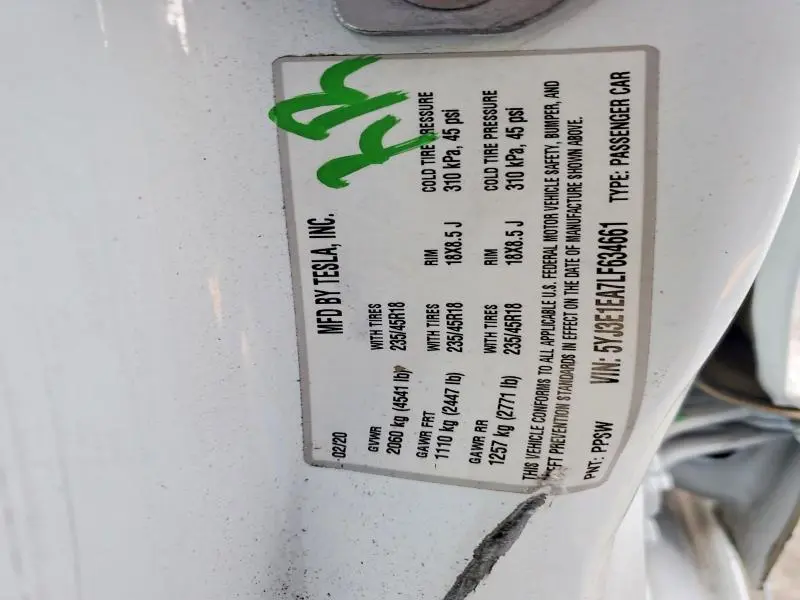 MFD BY TESLA, INC.
02/20
GVWR WITH TIRES
2060 kg (4541 lb) 235/45R18
GAWR FRT WITH TIRES RIM COLD TIRE PRESSURE
1110 kg (2447 lb) 235/45R18 18X8.5 J 310 kPa, 45 psi
GAWR RR WITH TIRES RIM COLD TIRE PRESSURE
1257 kg (2771 lb) 235/45R18 18X8.5 J 310 kPa, 45 psi
THIS VEHICLE CONFORMS TO ALL APPLICABLE U.S. FEDERAL MOTOR VEHICLE SAFETY, BUMPER, AND
THEFT PREVENTION STANDARDS IN EFFECT ON THE DATE OF MANUFACTURE SHOWN ABOVE.
PNT: PPSW VIN: 5YJ3E1EA7LF634661 TYPE: PASSENGER CAR